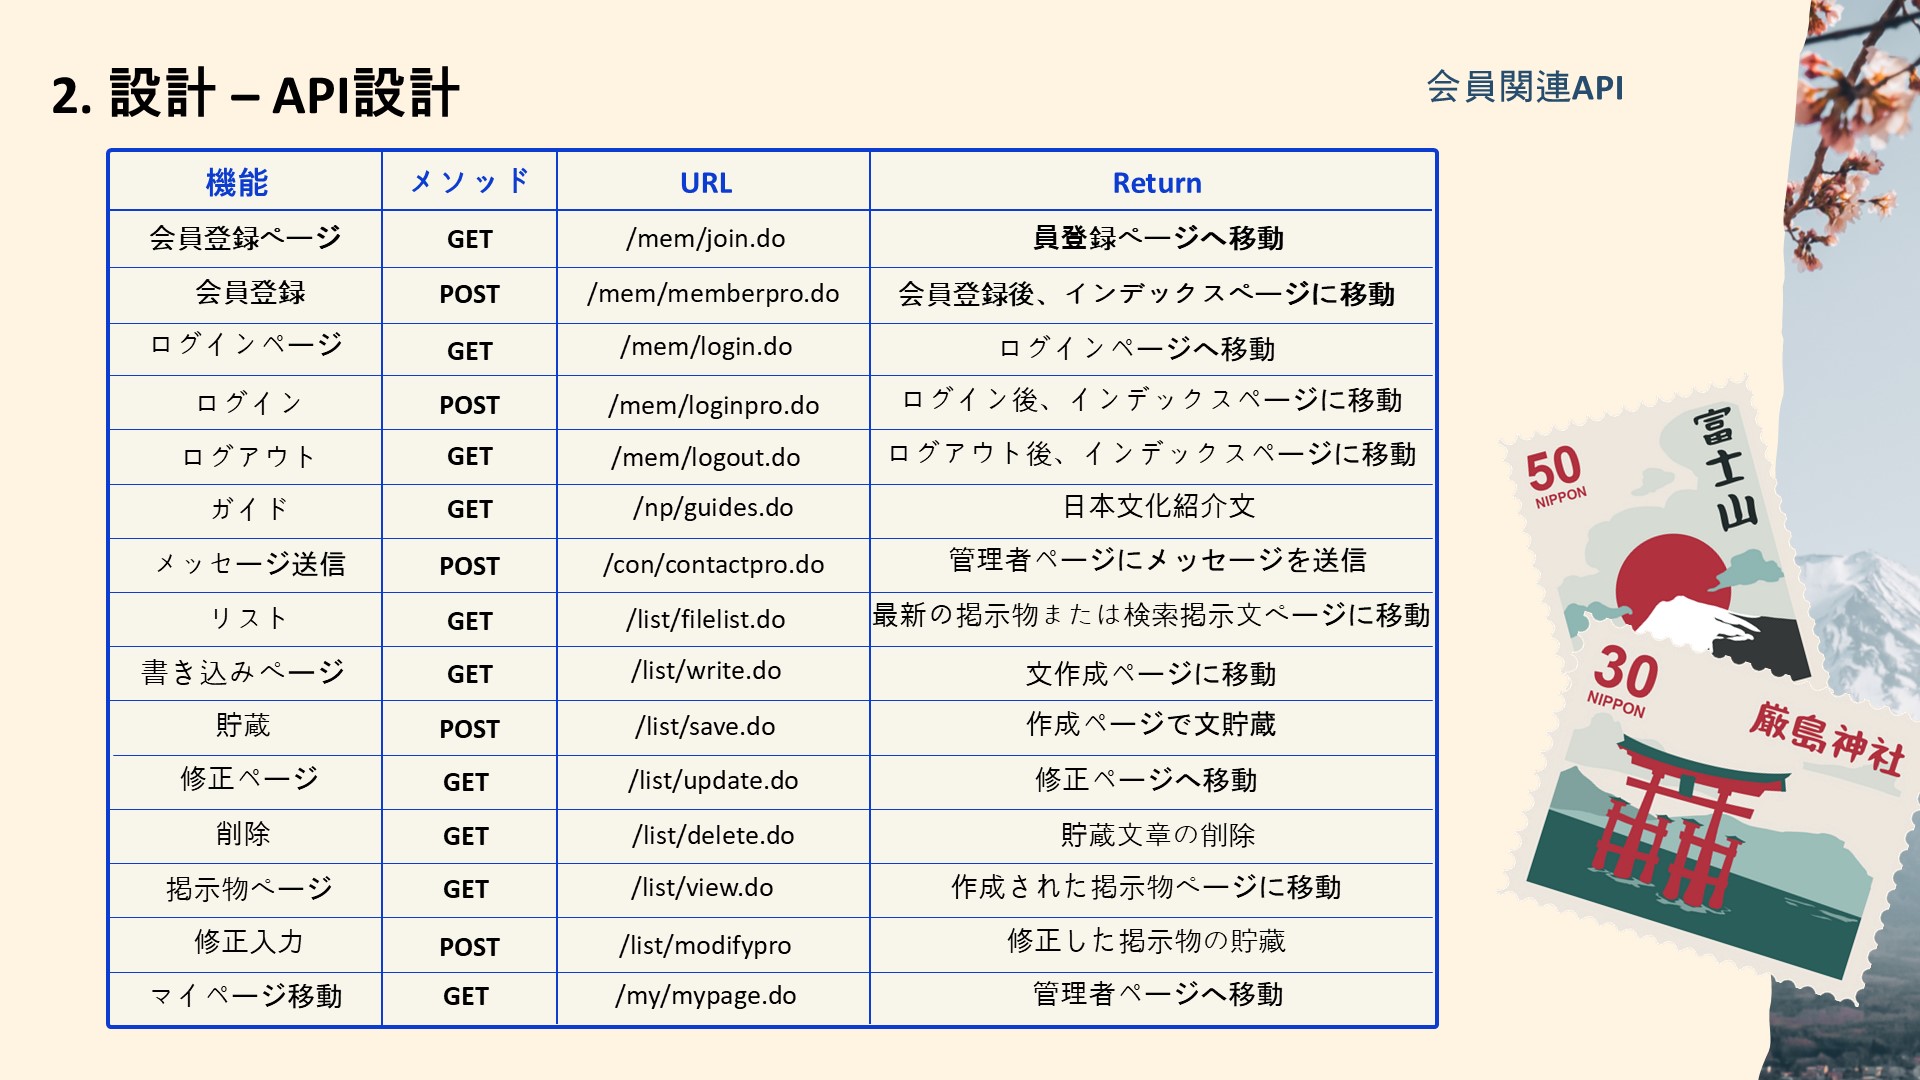 2. 設計 – API設計
会員関連API
機能 メソッド URL Return
会員登録ページ GET /mem/join.do 員登録ページへ移動
会員登録 POST /mem/memberpro.do 会員登録後、インデックスページに移動
ログインページ GET /mem/login.do ログインページへ移動
ログイン POST /mem/loginpro.do ログイン後、インデックスページに移動
ログアウト GET /mem/logout.do ログアウト後、インデックスページに移動
ガイド GET /np/guides.do 日本文化紹介文
メッセージ送信 POST /con/contactpro.do 管理者ページにメッセージを送信
リスト GET /list/filelist.do 最新の掲示物または検索掲示文ページに移動
書き込みページ GET /list/write.do 文作成ページに移動
貯蔵 POST /list/save.do 作成ページで文貯蔵
修正ページ GET /list/update.do 修正ページへ移動
削除 GET /list/delete.do 貯蔵文章の削除
掲示物ページ GET /list/view.do 作成された掲示物ページに移動
修正入力 POST /list/modifypro 修正した掲示物の貯蔵
マイページ移動 GET /my/mypage.do 管理者ページへ移動
50
NIPPON
富士山
30
NIPPON
厳島神社